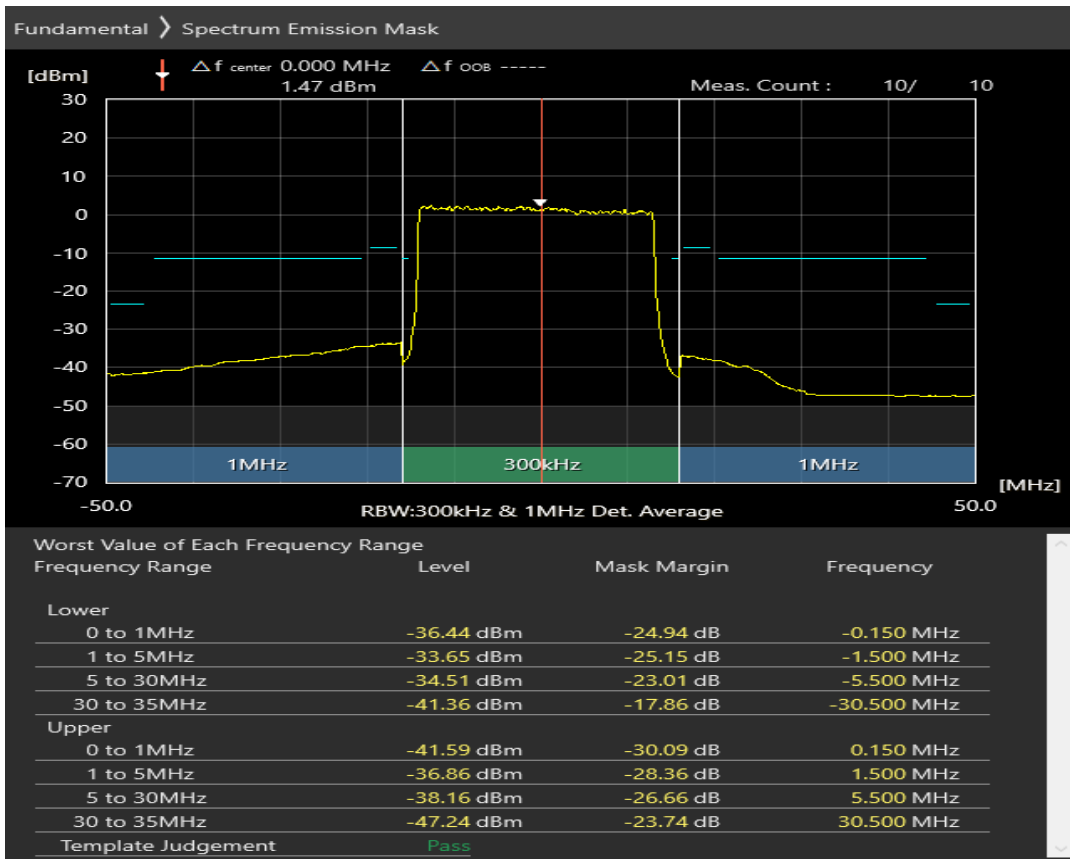 Fundamental ❯ Spectrum Emission Mask
[dBm] Δf center 0.000 MHz Δf OOB -----
1.47 dBm Meas. Count : 10/ 10
30
20
10
0
-10
-20
-30
-40
-50
-60
1MHz 300kHz 1MHz
-70
[MHz]
-50.0 RBW:300kHz & 1MHz Det. Average 50.0
Worst Value of Each Frequency Range
Frequency Range Level Mask Margin Frequency
Lower
0 to 1MHz -36.44 dBm -24.94 dB -0.150 MHz
1 to 5MHz -33.65 dBm -25.15 dB -1.500 MHz
5 to 30MHz -34.51 dBm -23.01 dB -5.500 MHz
30 to 35MHz -41.36 dBm -17.86 dB -30.500 MHz
Upper
0 to 1MHz -41.59 dBm -30.09 dB 0.150 MHz
1 to 5MHz -36.86 dBm -28.36 dB 1.500 MHz
5 to 30MHz -38.16 dBm -26.66 dB 5.500 MHz
30 to 35MHz -47.24 dBm -23.74 dB 30.500 MHz
Template Judgement Pass